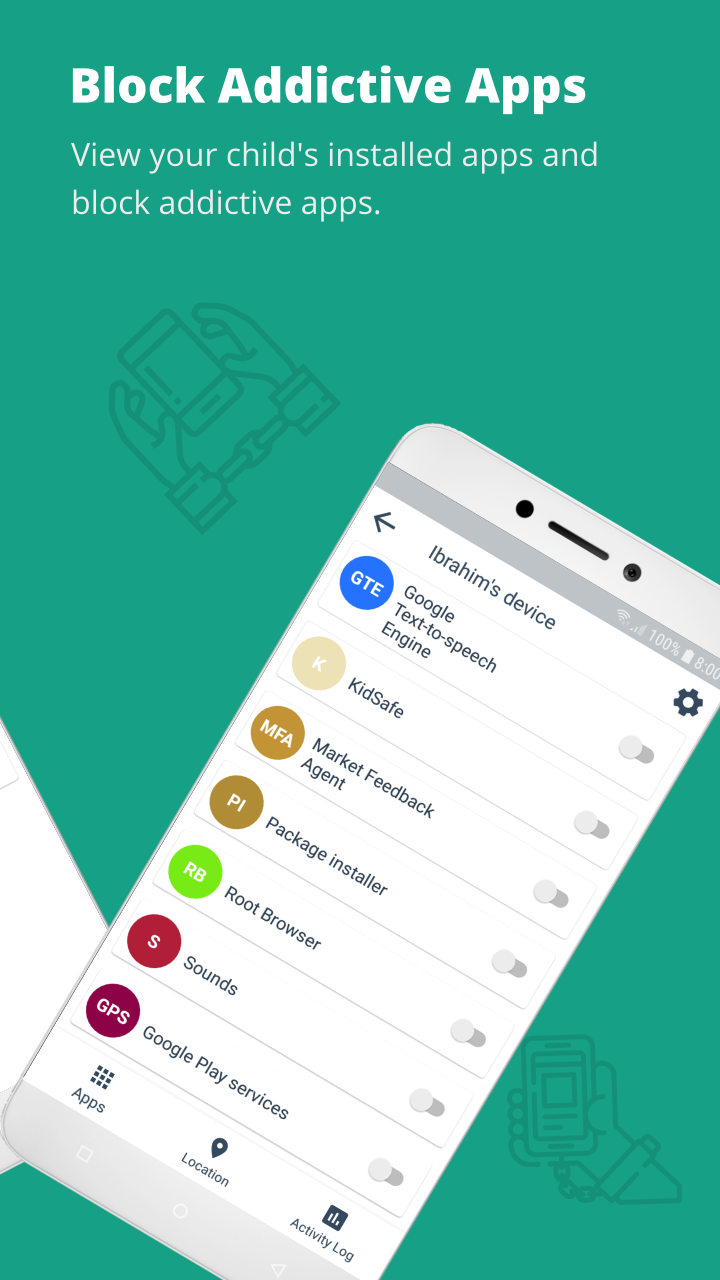 Block Addictive Apps
View your child's installed apps and
block addictive apps.
100% 8:00
Ibrahim's device
GTE
Google
Text-to-speech
Engine
K
KidSafe
MFA
Market Feedback
Agent
PI
Package installer
RB
Root Browser
S
Sounds
GPS
Google Play services
Apps
Location
Activity Log